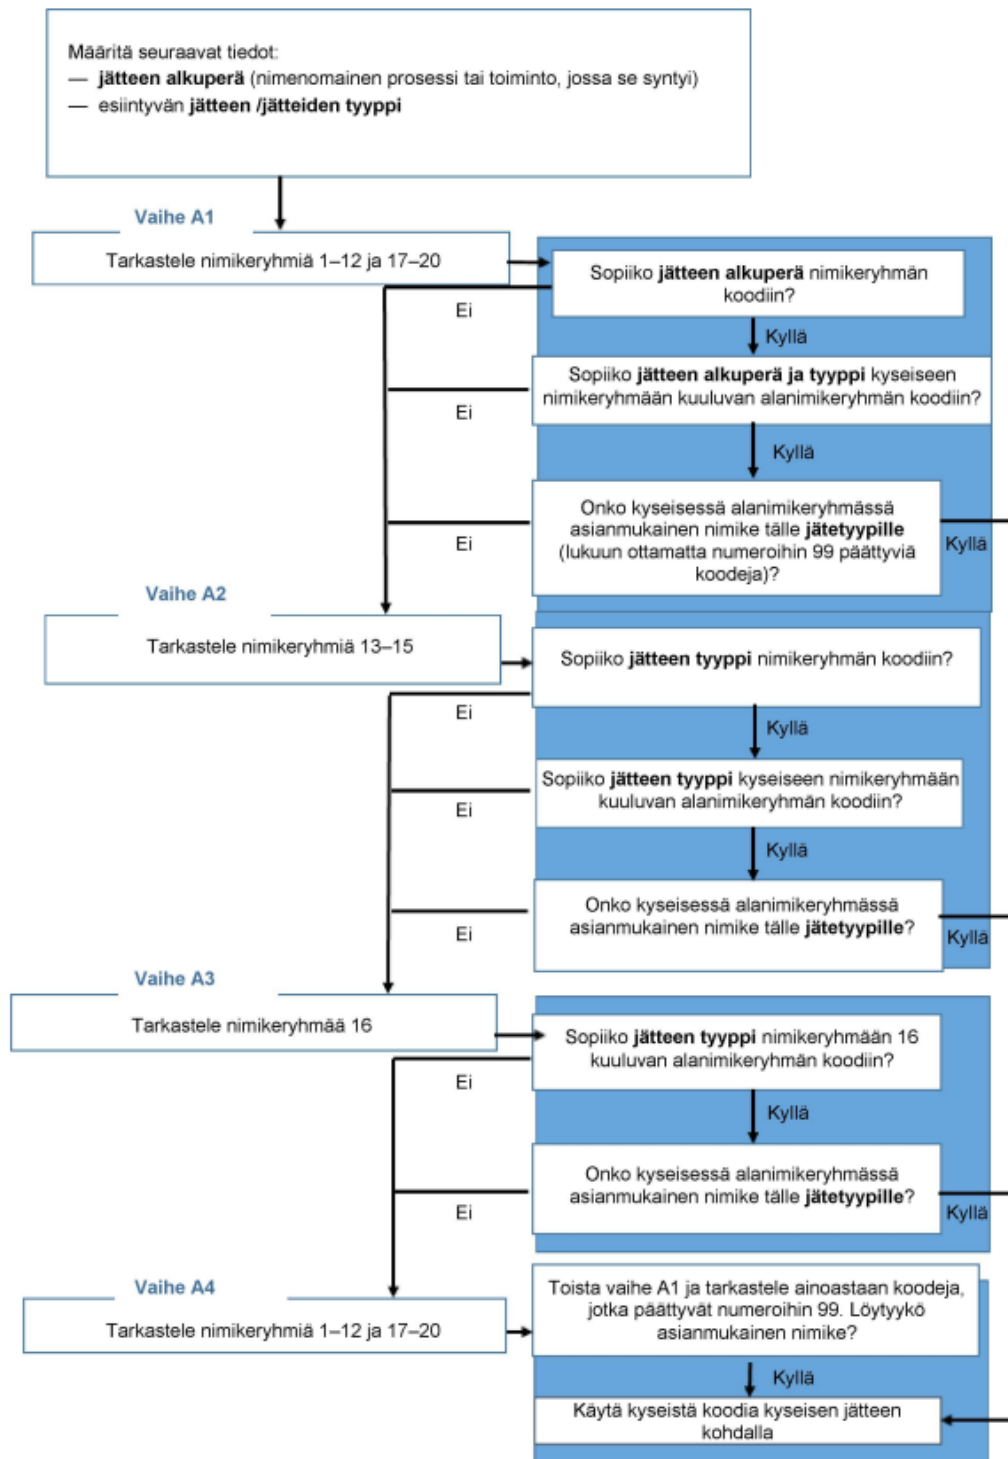 Määritä seuraavat tiedot:
— jätteen alkuperä (nimenomainen prosessi tai toiminto, jossa se syntyi)
— esiintyvän jätteen /jätteiden tyyppi
Vaihe A1
Tarkastele nimikeryhmiä 1–12 ja 17–20
Sopiiko jätteen alkuperä nimikeryhmän
koodiin?
Ei
Kyllä
Sopiiko jätteen alkuperä ja tyyppi kyseiseen
nimikeryhmään kuuluvan alanimikeryhmän koodiin?
Ei
Kyllä
Onko kyseisessä alanimikeryhmässä
asianmukainen nimike tälle jätetyypille
(lukuun ottamatta numeroihin 99 päättyviä
koodeja)?
Ei
Kyllä
Vaihe A2
Tarkastele nimikeryhmiä 13–15
Sopiiko jätteen tyyppi nimikeryhmän koodiin?
Ei
Kyllä
Sopiiko jätteen tyyppi kyseiseen nimikeryhmään
kuuluvan alanimikeryhmän koodiin?
Ei
Kyllä
Onko kyseisessä alanimikeryhmässä
asianmukainen nimike tälle jätetyypille?
Ei
Kyllä
Vaihe A3
Tarkastele nimikeryhmää 16
Sopiiko jätteen tyyppi nimikeryhmään 16
kuuluvan alanimikeryhmän koodiin?
Ei
Kyllä
Onko kyseisessä alanimikeryhmässä
asianmukainen nimike tälle jätetyypille?
Ei
Kyllä
Vaihe A4
Tarkastele nimikeryhmiä 1–12 ja 17–20
Toista vaihe A1 ja tarkastele ainoastaan koodeja,
jotka päättyvät numeroihin 99. Löytyykö
asianmukainen nimike?
Kyllä
Käytä kyseistä koodia kyseisen jätteen
kohdalla